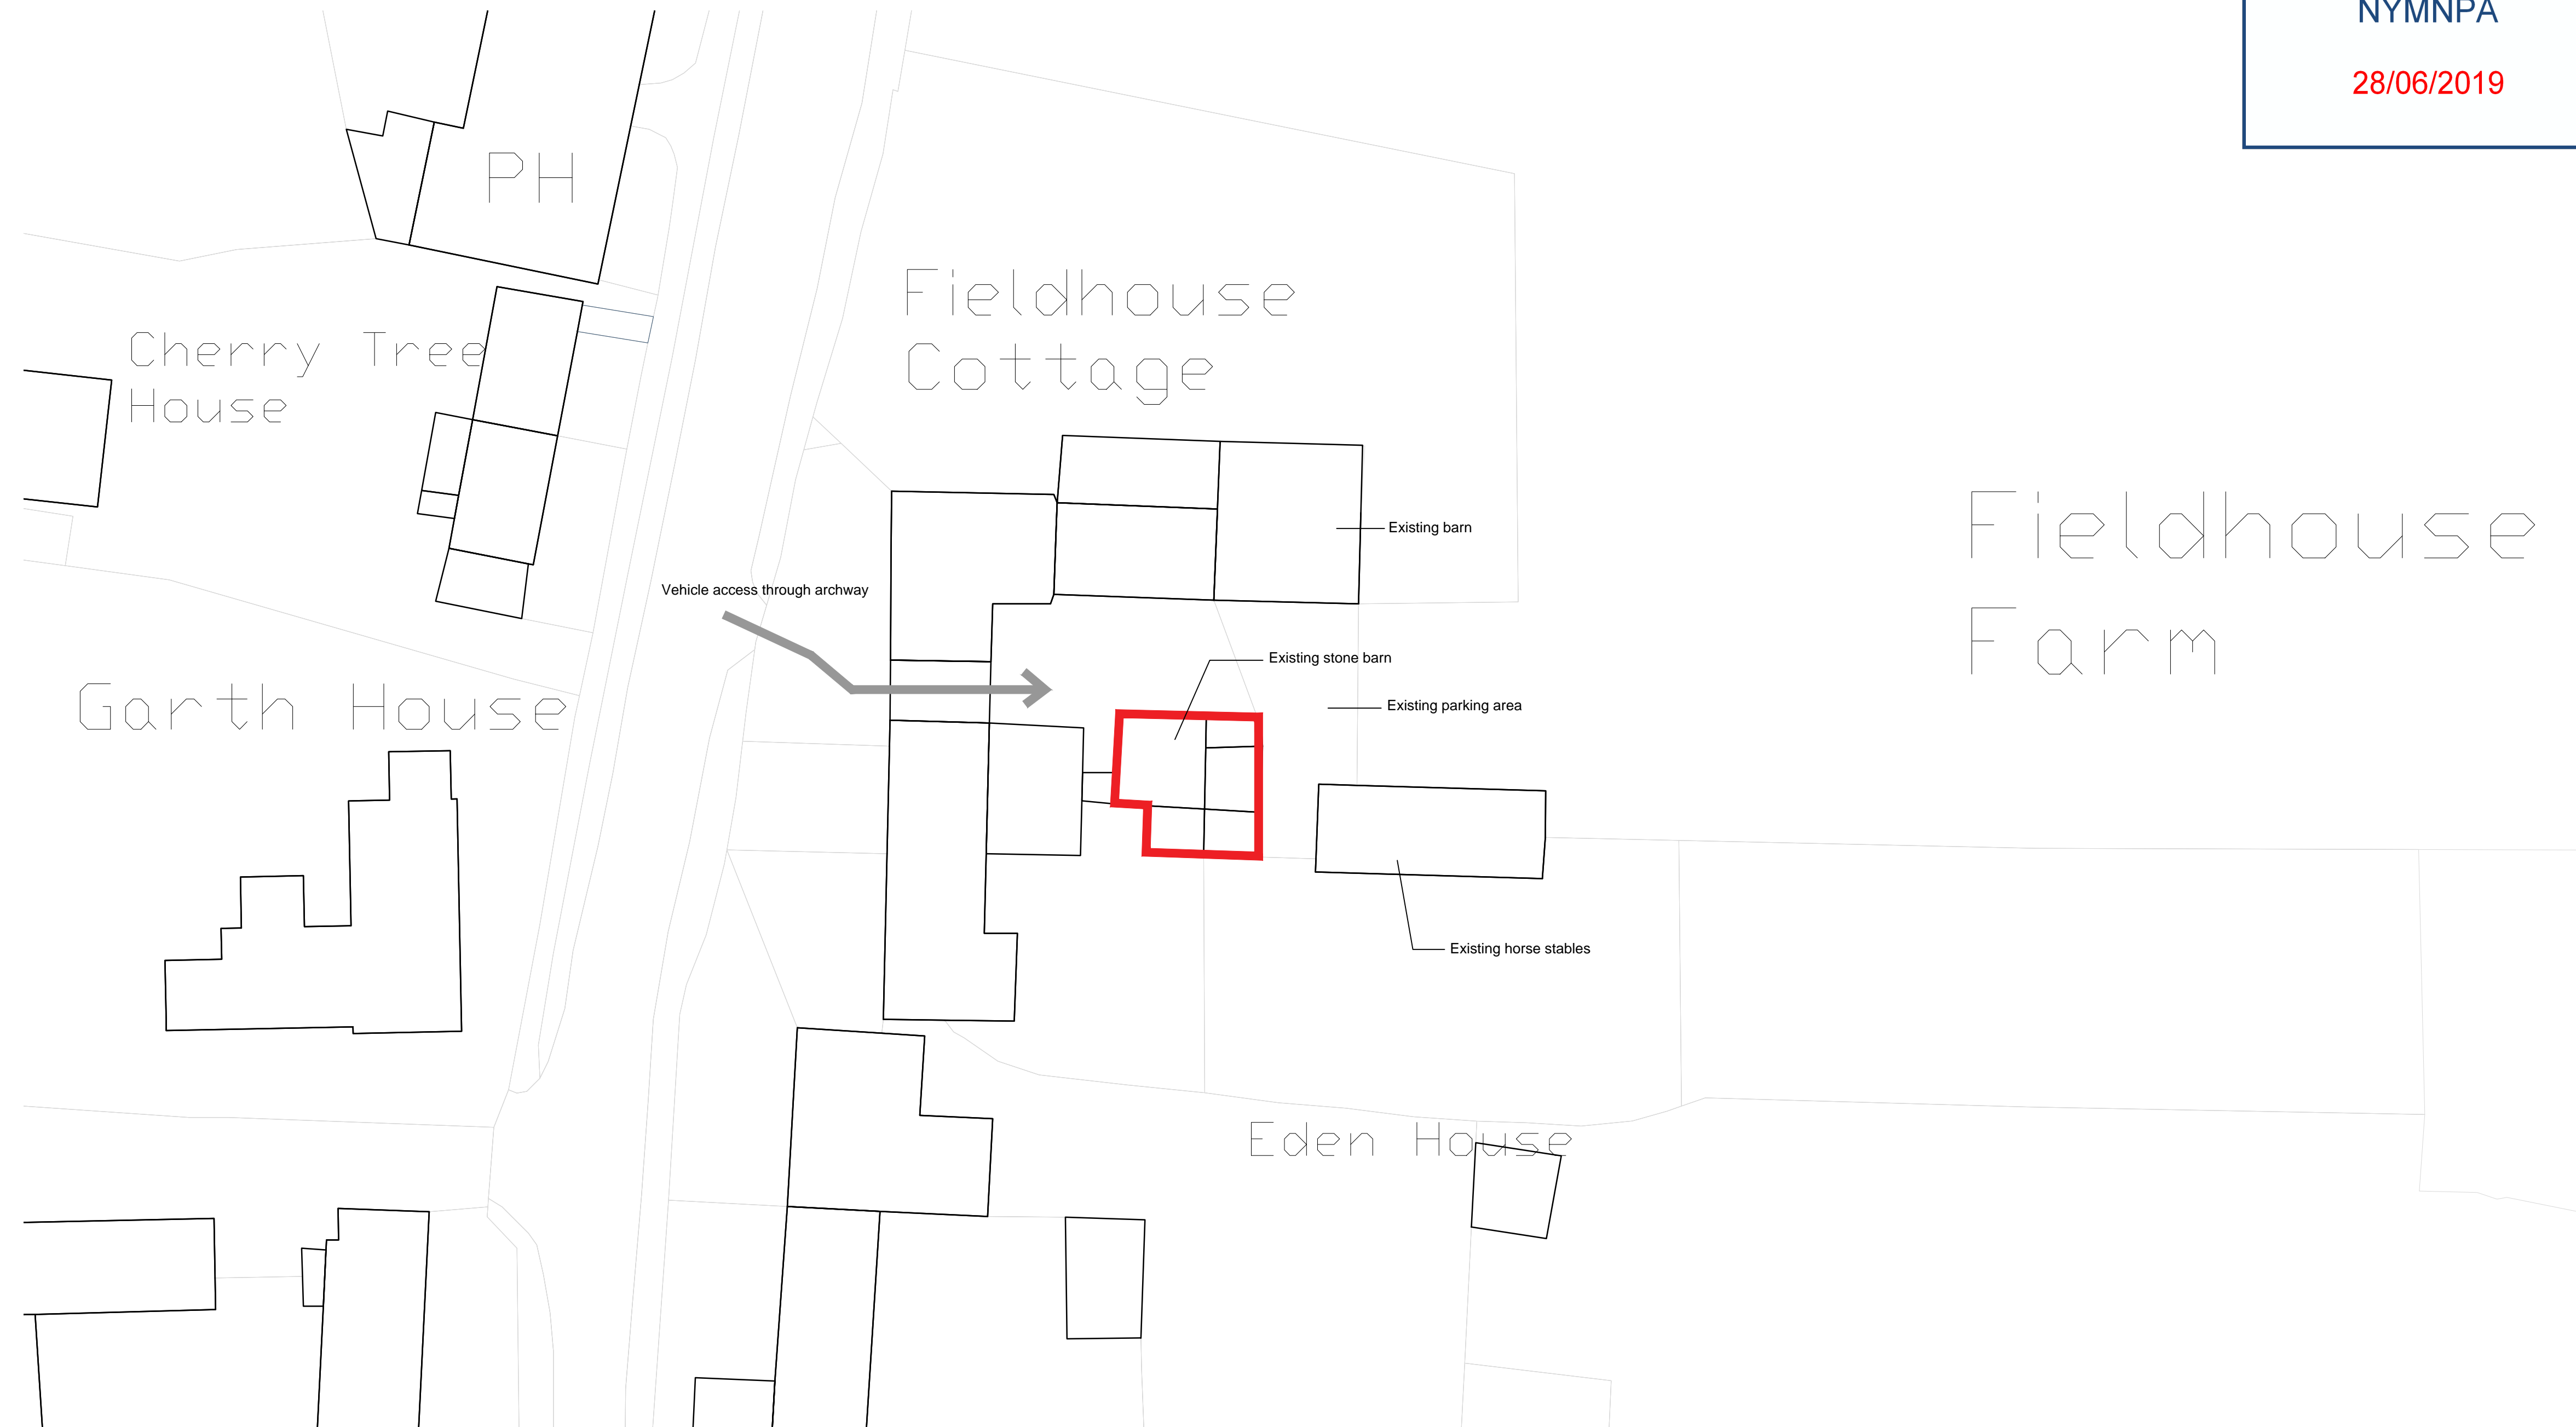 NYMNPA
28/06/2019
PH
Fieldhouse
Cottage
Cherry Tree
House
Existing barn
Fieldhouse
Farm
Vehicle access through archway
Existing stone barn
Garth House
Existing parking area
Existing horse stables
Eden House